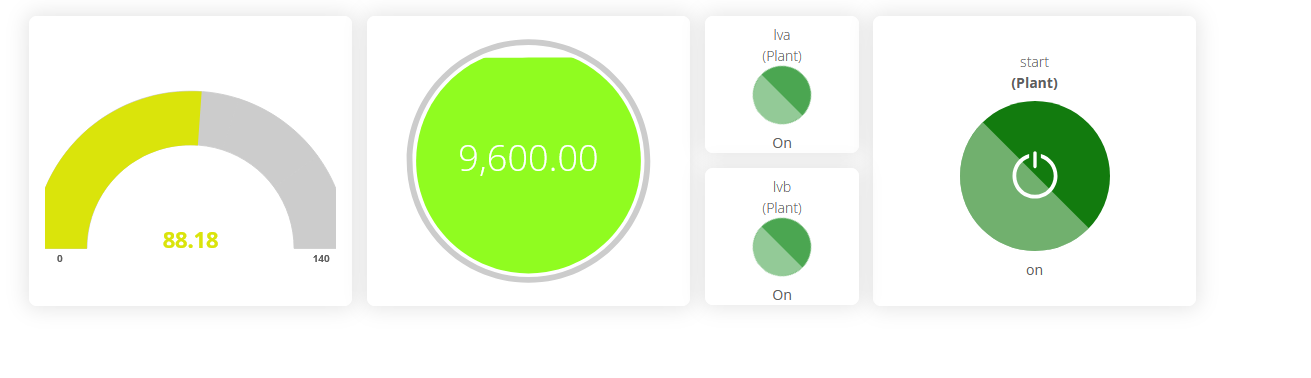 88.18
0
140
9,600.00
lva
(Plant)
On
lvb
(Plant)
On
start
(Plant)
on